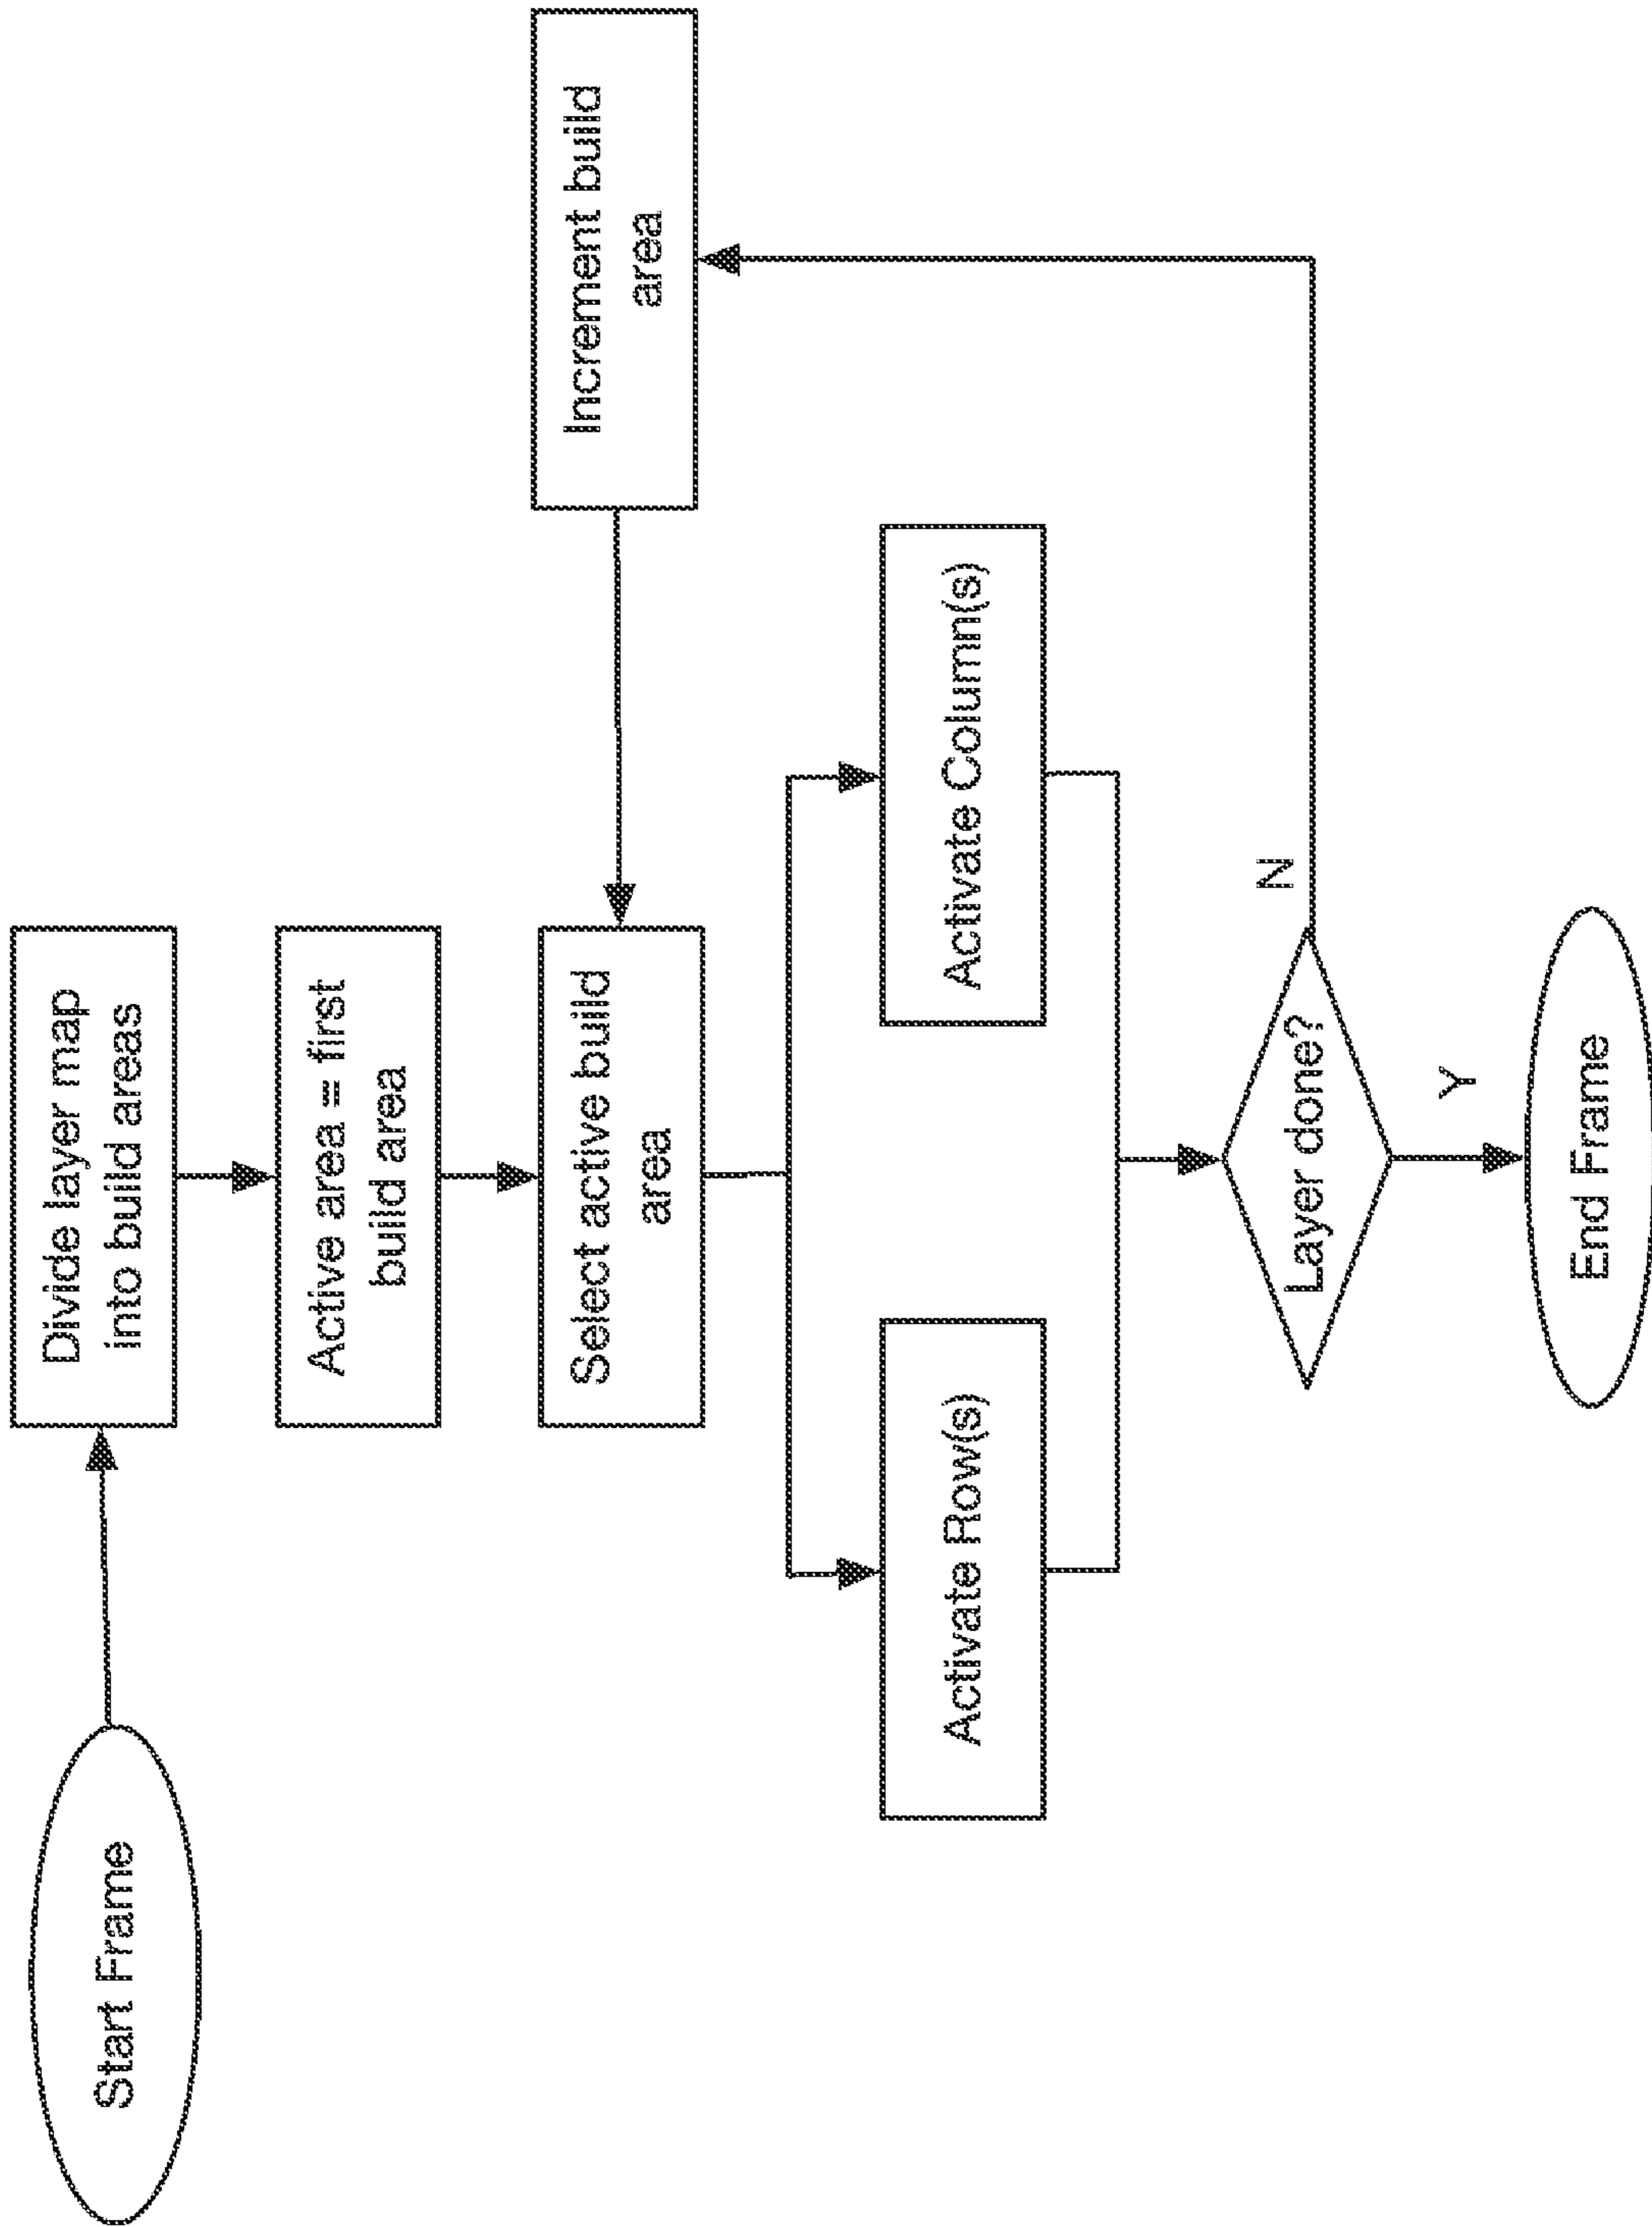 Start Frame
Divide layer map
into build areas
Active area = first
build area
Select active build
area
Increment build
area
Activate Row(s)
Activate Column(s)
Layer done?
N
Y
End Frame